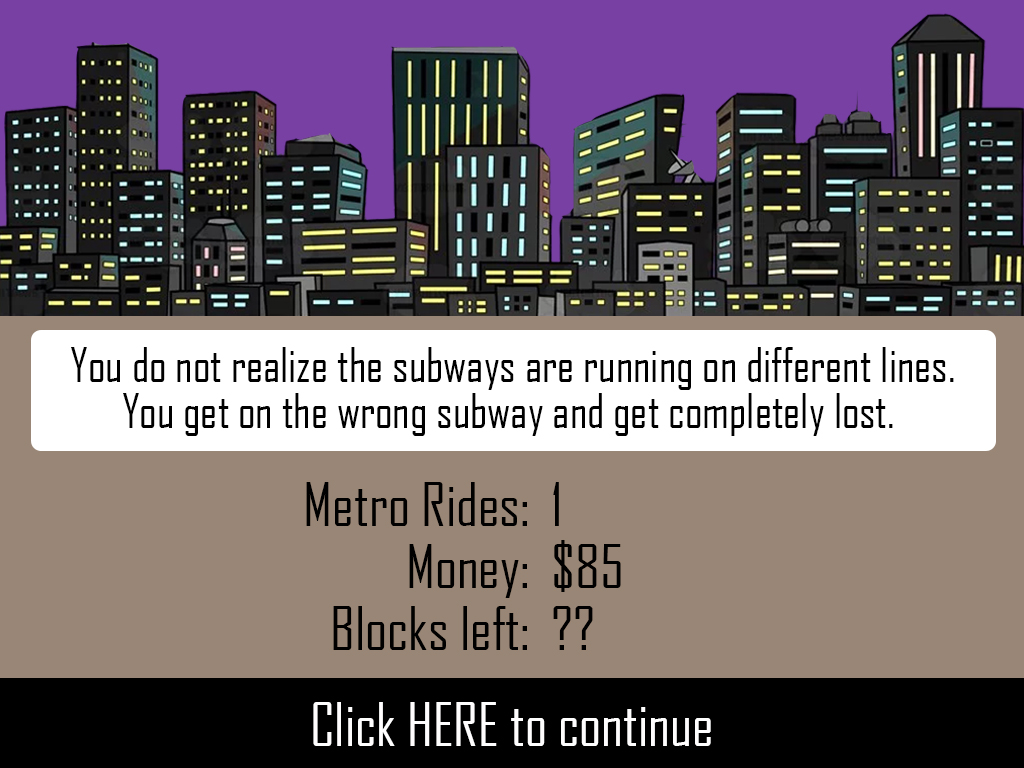 You do not realize the subways are running on different lines.
You get on the wrong subway and get completely lost.
Metro Rides: 1
Money: $85
Blocks left: ??
Click HERE to continue